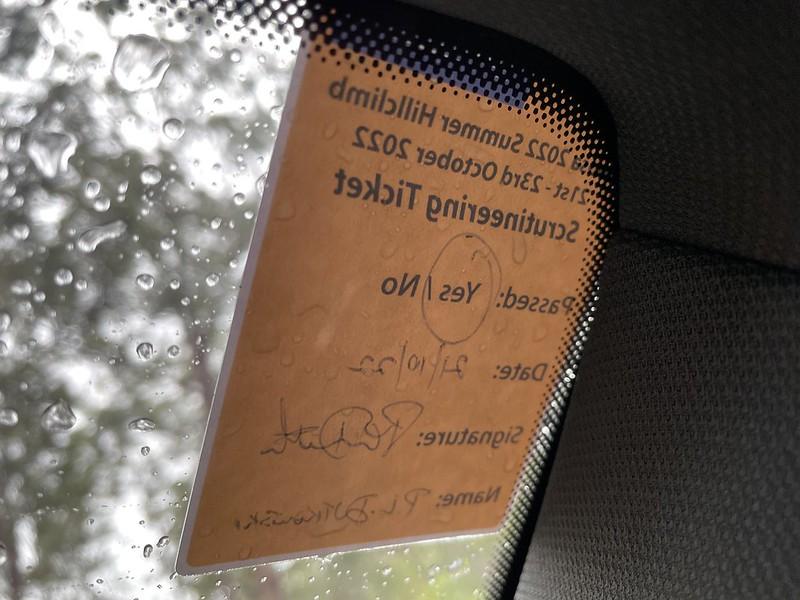 2022 Summer Hillclimb
21st - 23rd October 2022
Scrutineering Ticket
Passed: Yes / No
Date: 21/10/22
Signature:
Name: P L.